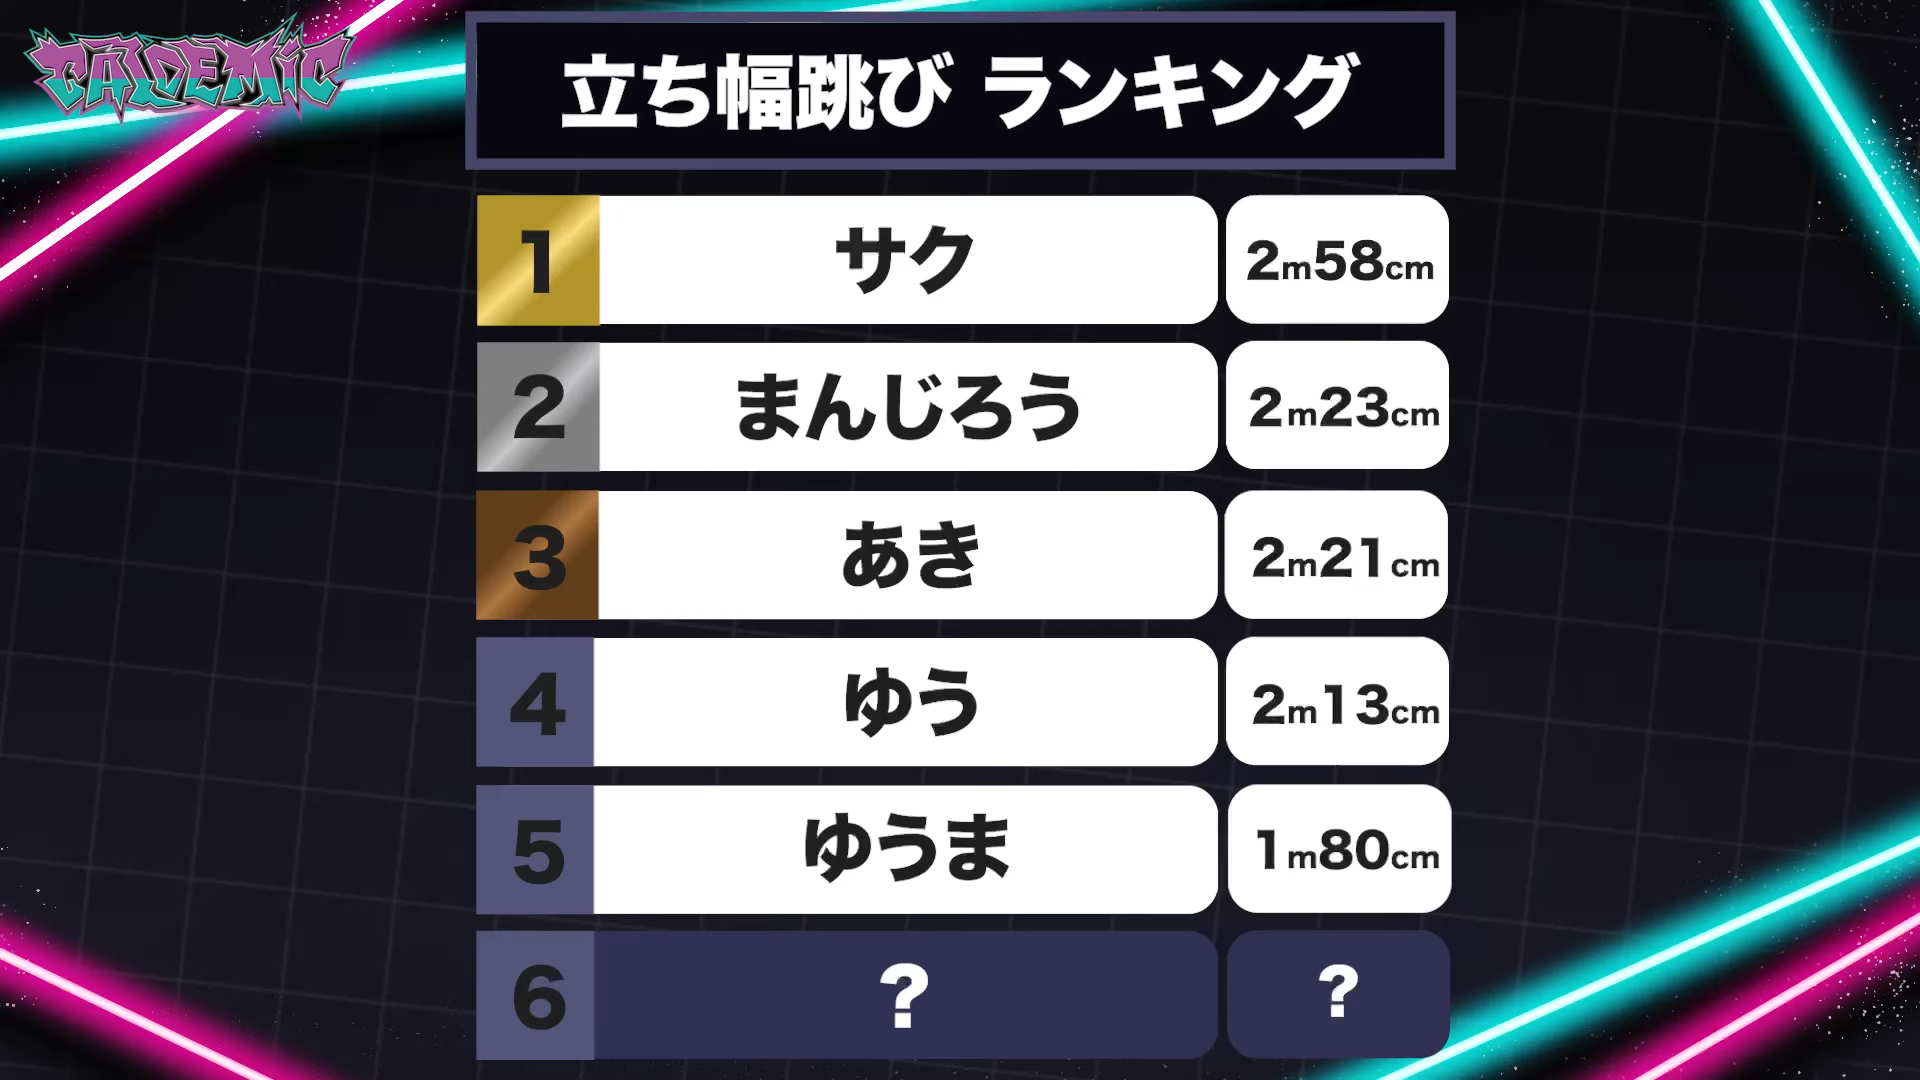 立ち幅跳び ランキング
1 サク 2m58cm
2 まんじろう 2m23cm
3 あき 2m21cm
4 ゆう 2m13cm
5 ゆうま 1m80cm
6 ? ?